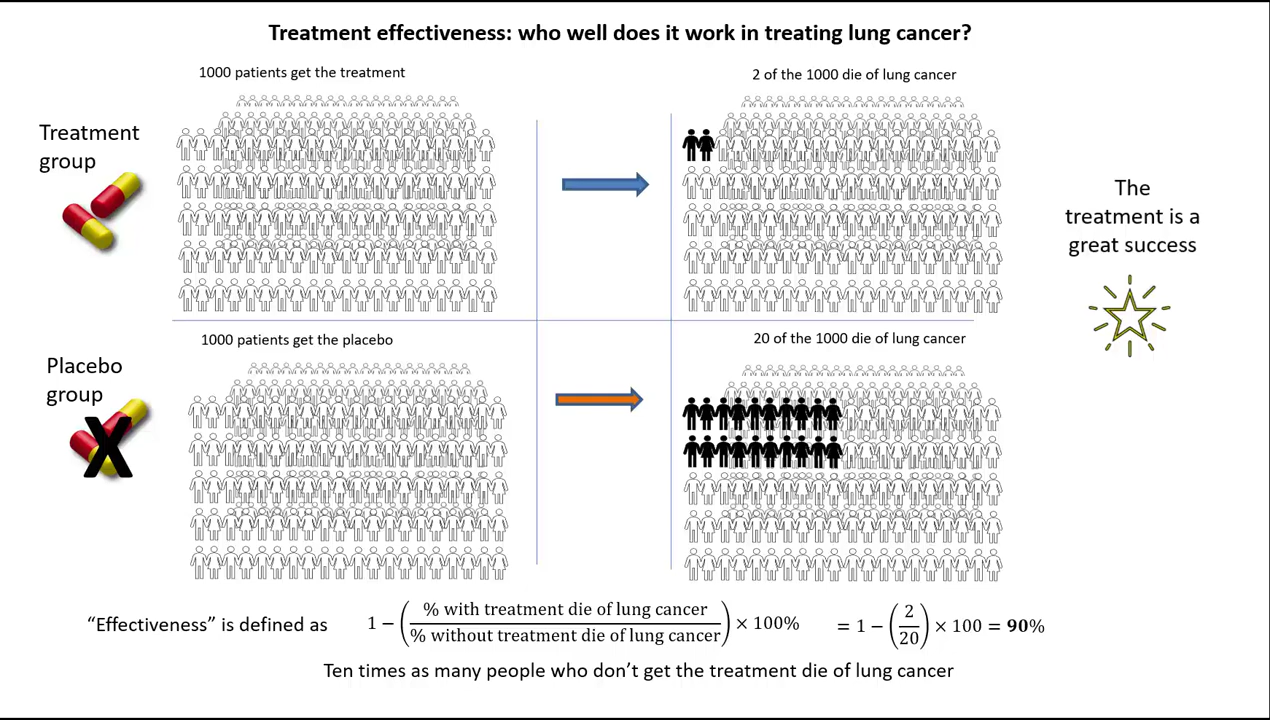 Treatment effectiveness: who well does it work in treating lung cancer?
1000 patients get the treatment
2 of the 1000 die of lung cancer
Treatment
group
The
treatment is a
great success
1000 patients get the placebo
20 of the 1000 die of lung cancer
Placebo
group
X
“Effectiveness” is defined as 1 − (% with treatment die of lung cancer / % without treatment die of lung cancer) × 100% = 1 − (2/20) × 100 = 90%
Ten times as many people who don’t get the treatment die of lung cancer